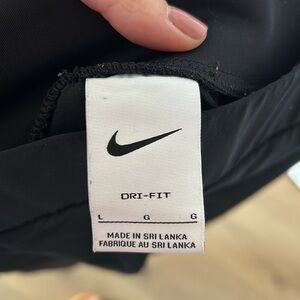 DRI-FIT
L G G
MADE IN SRI LANKA
FABRIQUE AU SRI LANKA